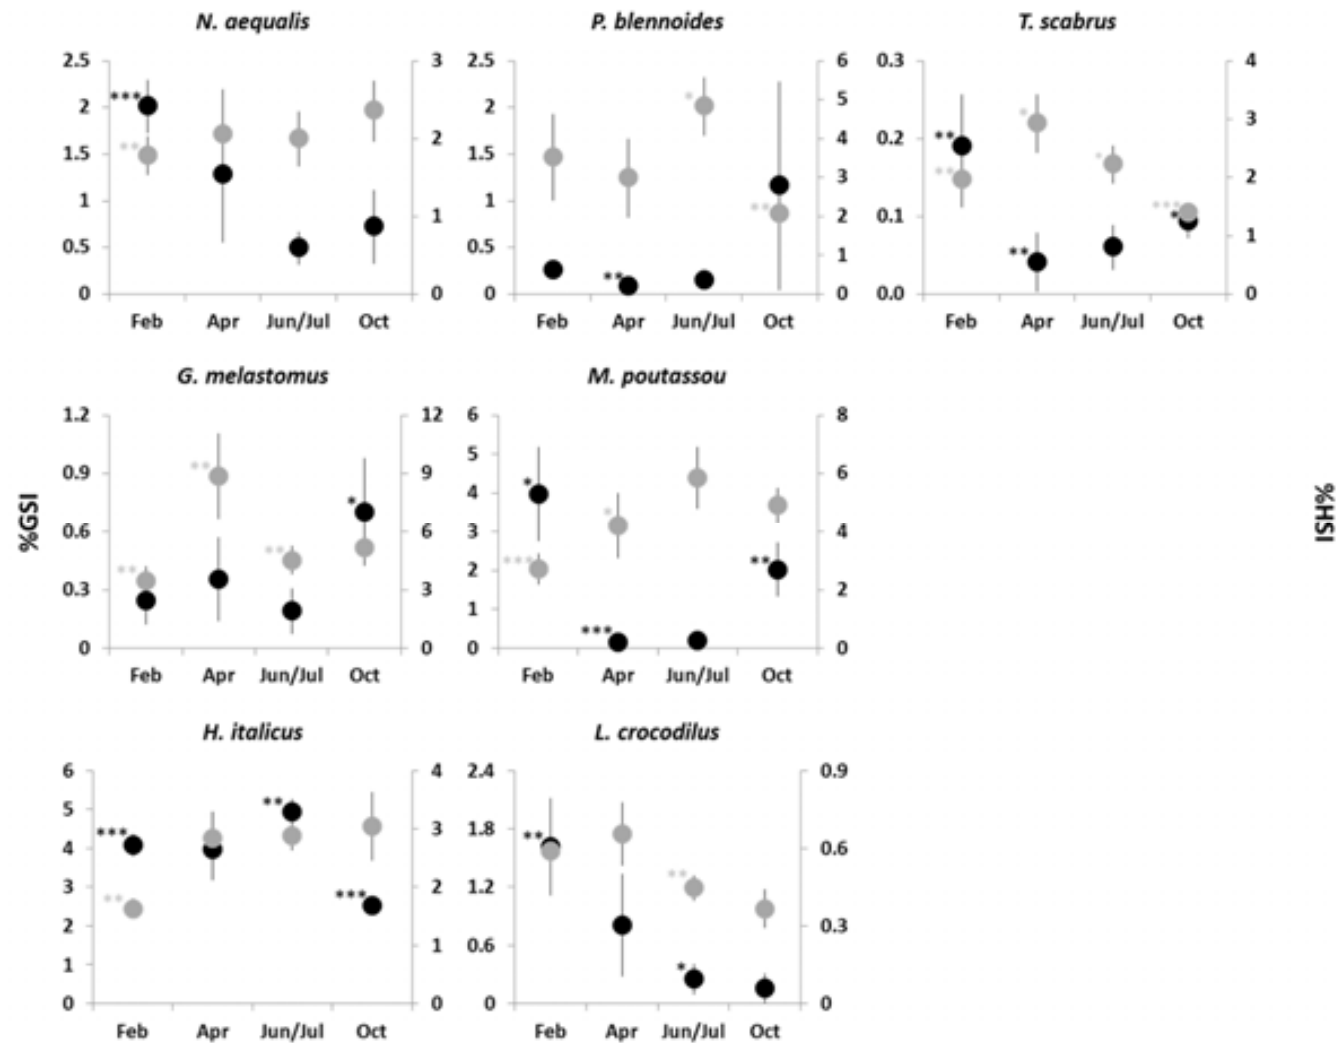 N. aequalis P. blennoides T. scabrus
2.5 3 2.5 6 0.3 4
2 5
*** 2 2 * 4 ** * 3
** 1.5 1.5 0.2 ** * 2
1 1 1 ** 3 0.1 *** *
0.5 0.5 ** 2 ** 1
0 0 0 1 0.0 0
0
Feb Apr Jun/Jul Oct Feb Apr Jun/Jul Oct Feb Apr Jun/Jul Oct
G. melastomus M. poutassou
1.2 12 6 8
0.9 ** 9 5
* 4 * * 6
0.6 ** 6 3 4
** 2 *** **
0.3 3 1 *** 2
0 0 0 0
Feb Apr Jun/Jul Oct Feb Apr Jun/Jul Oct
%GSI
%HSI
H. italicus L. crocodilus
6 4 2.4 0.9
5 **
*** 4 3 1.8 ** 0.6
3 *** 2 1.2 **
** 2 0.3
1 1 0.6 *
0 0 0 0
Feb Apr Jun/Jul Oct Feb Apr Jun/Jul Oct